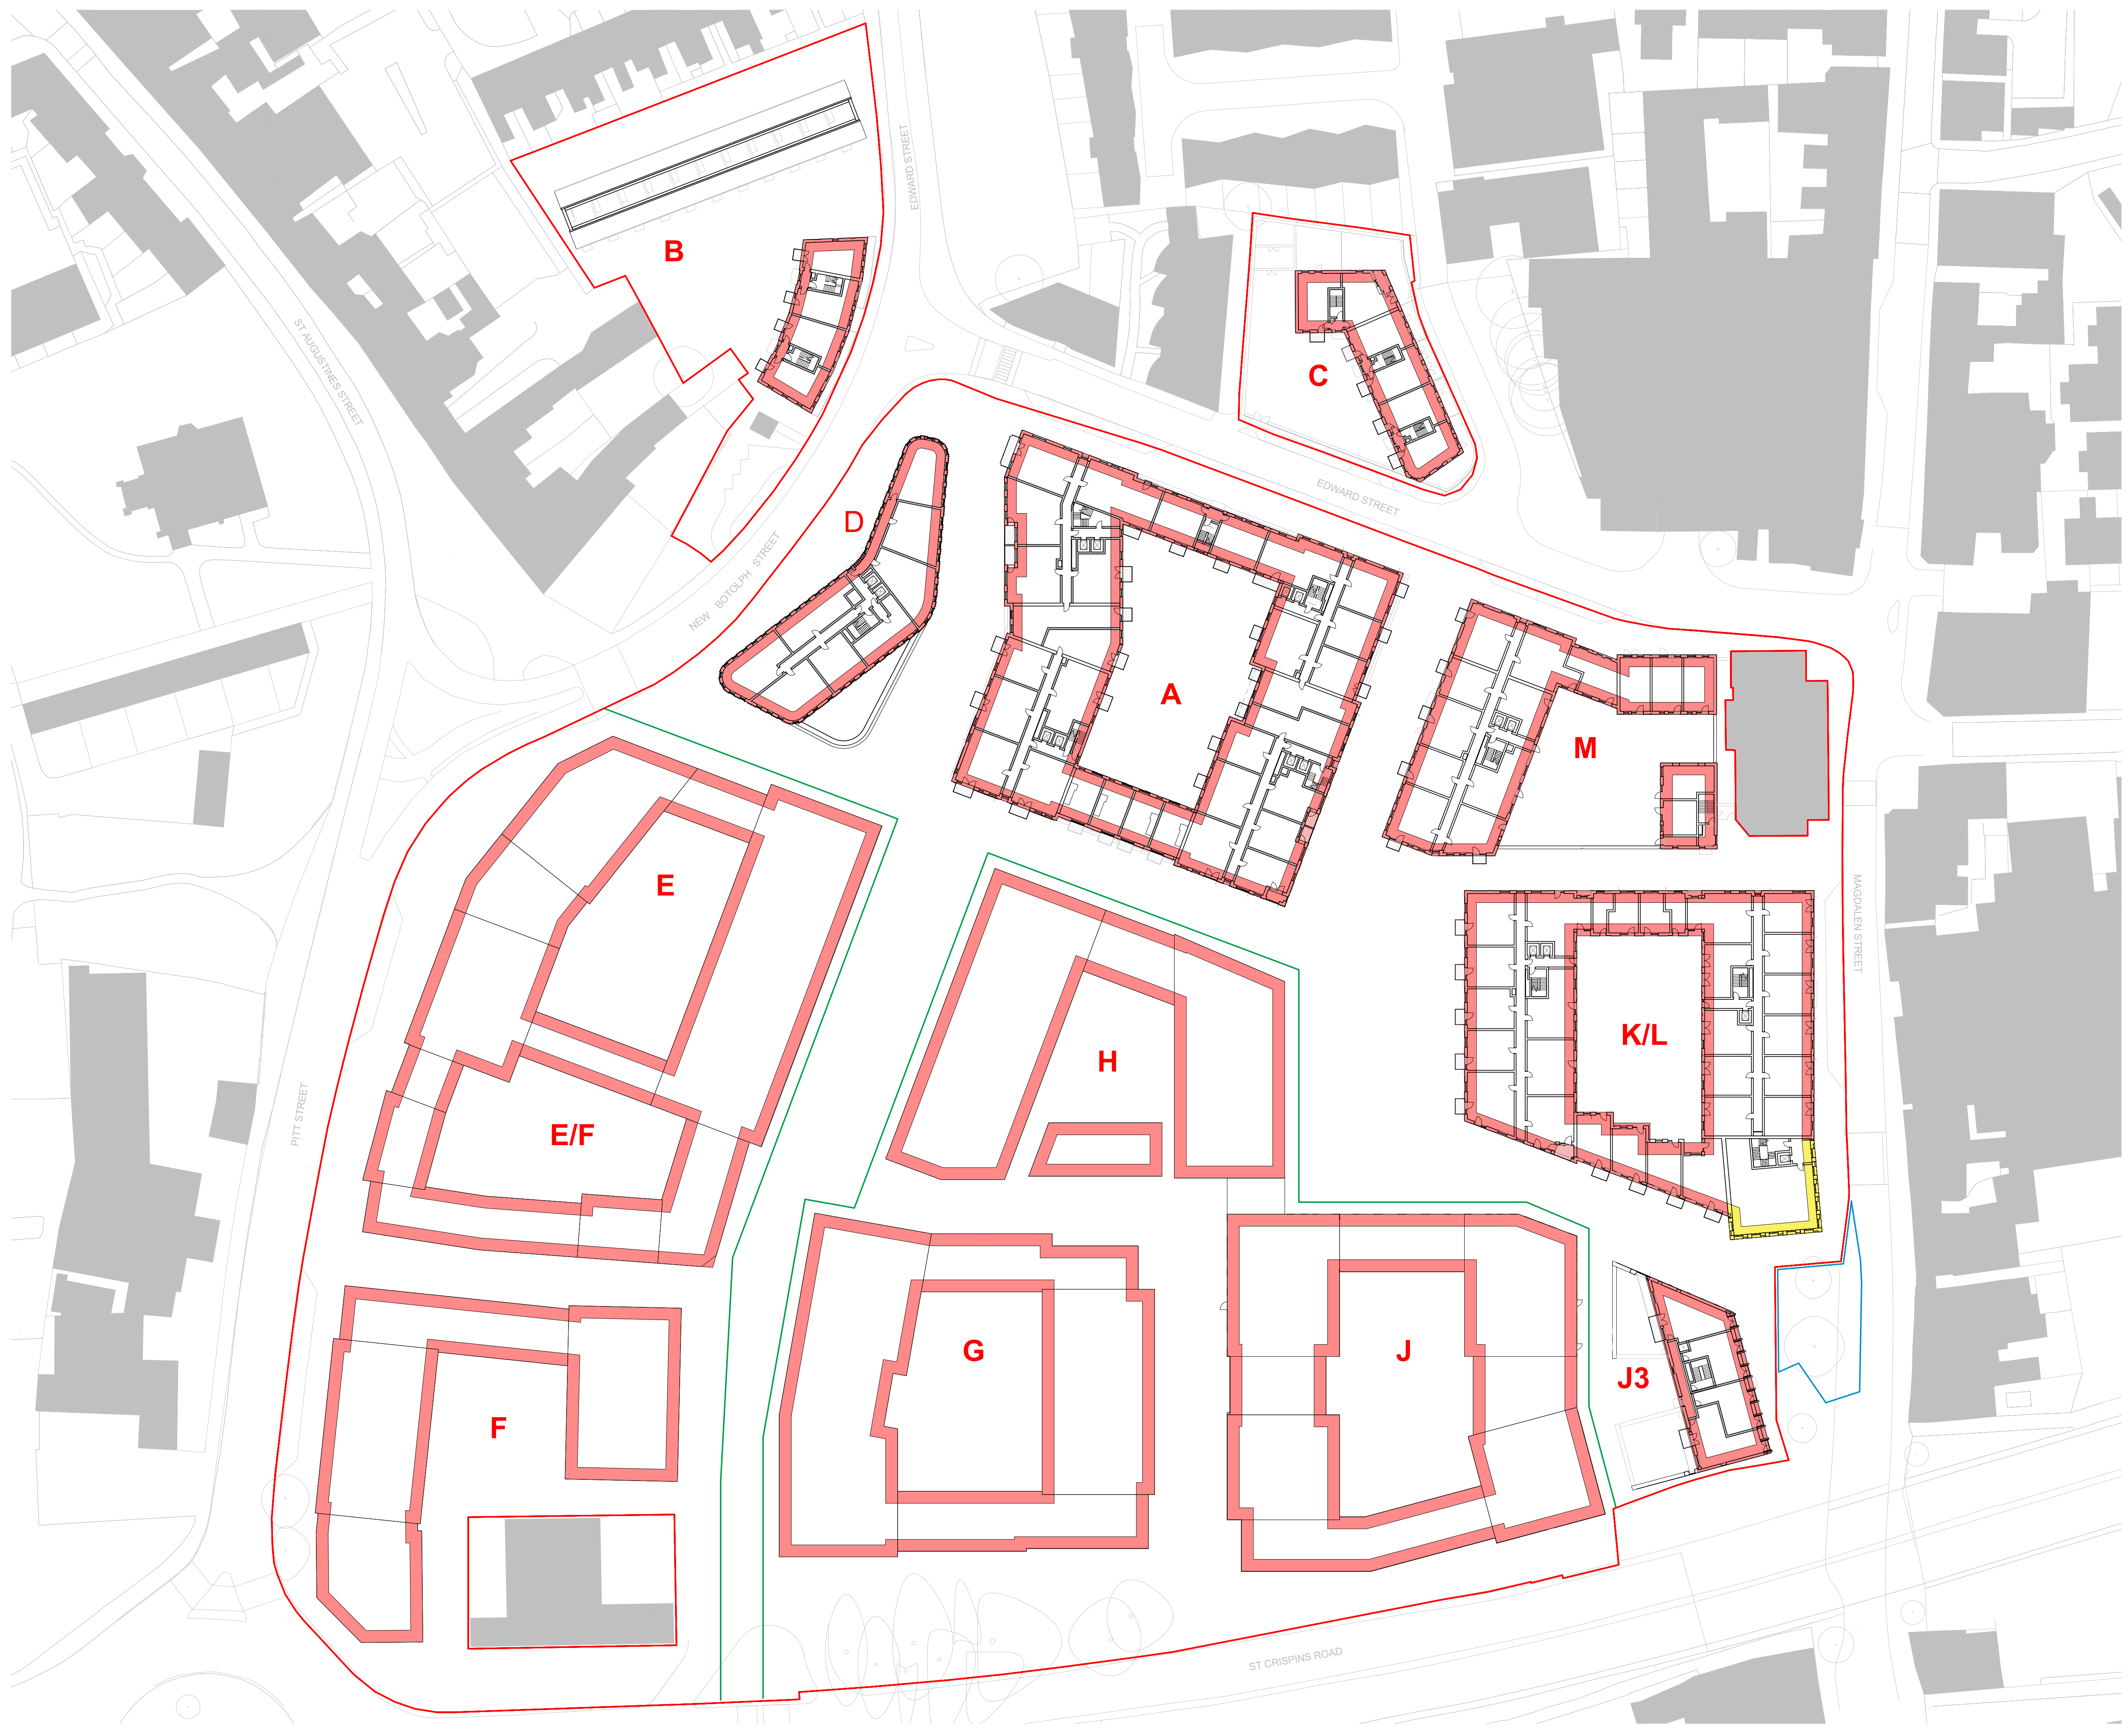 EDWARD STREET
B
ST AUGUSTINES STREET
C
EDWARD STREET
D
NEW BOTOLPH STREET
A
M
E
MAGDALEN STREET
K/L
H
PITT STREET
E/F
G
J
J3
F
ST CRISPINS ROAD